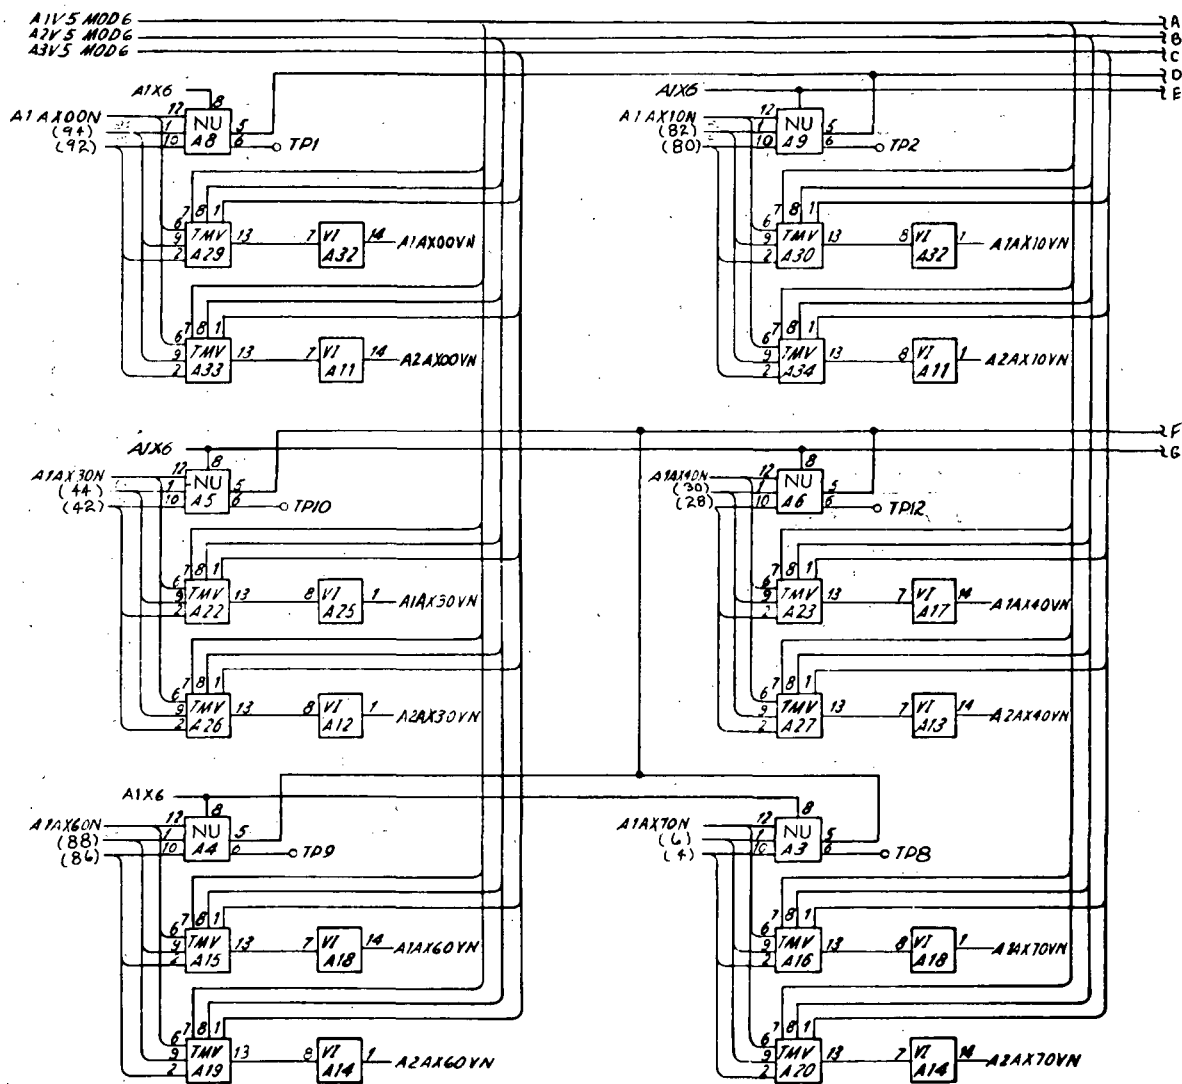 A1V5 MOD6
A2V5 MOD6
A3V5 MOD6
A
B
C
D
E
A1X6
8
A1AX00N
(94)
(92)
12
1
10
NU
A8
5
6
TP1
7 8 1
6
9
2
TMV
A29
13
7
VI
A32
14
A1AX00VN
7 8 1
6
9
2
TMV
A33
13
7
VI
A11
14
A2AX00VN
A1X6
8
A1AX10N
(82)
(80)
12
1
10
NU
A9
5
6
TP2
7 8 1
6
9
2
TMV
A30
13
8
VI
A32
1
A1AX10VN
7 8 1
6
9
2
TMV
A34
13
8
VI
A11
1
A2AX10VN
F
G
A1X6
8
A1AX30N
(44)
(42)
12
1
10
NU
A5
5
6
TP10
7 8 1
6
9
2
TMV
A22
13
8
VI
A25
1
A1AX30VN
7 8 1
6
9
2
TMV
A26
13
8
VI
A12
1
A2AX30VN
A1X6
8
A1AX40N
(30)
(28)
12
1
10
NU
A6
5
6
TP12
7 8 1
6
9
2
TMV
A23
13
7
VI
A17
14
A1AX40VN
7 8 1
6
9
2
TMV
A27
13
7
VI
A13
14
A2AX40VN
A1X6
8
A1AX60N
(88)
(86)
12
1
10
NU
A4
5
6
TP9
7 8 1
6
9
2
TMV
A15
13
7
VI
A18
14
A1AX60VN
7 8 1
6
9
2
TMV
A19
13
8
VI
A14
1
A2AX60VN
8
A1AX70N
(6)
(4)
12
1
10
NU
A3
5
6
TP8
7 8 1
6
9
2
TMV
A16
13
8
VI
A18
1
A1AX70VN
7 8 1
6
9
2
TMV
A20
13
7
VI
A14
14
A2AX70VN